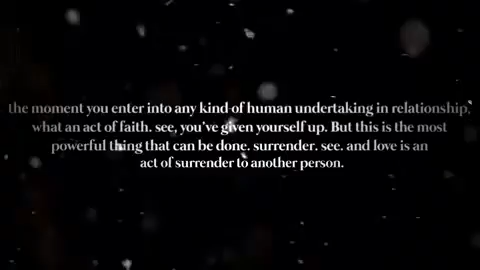 the moment you enter into any kind of human undertaking in relationship,
what an act of faith. see, you've given yourself up. But this is the most
powerful thing that can be done. surrender. see. and love is an
act of surrender to another person.